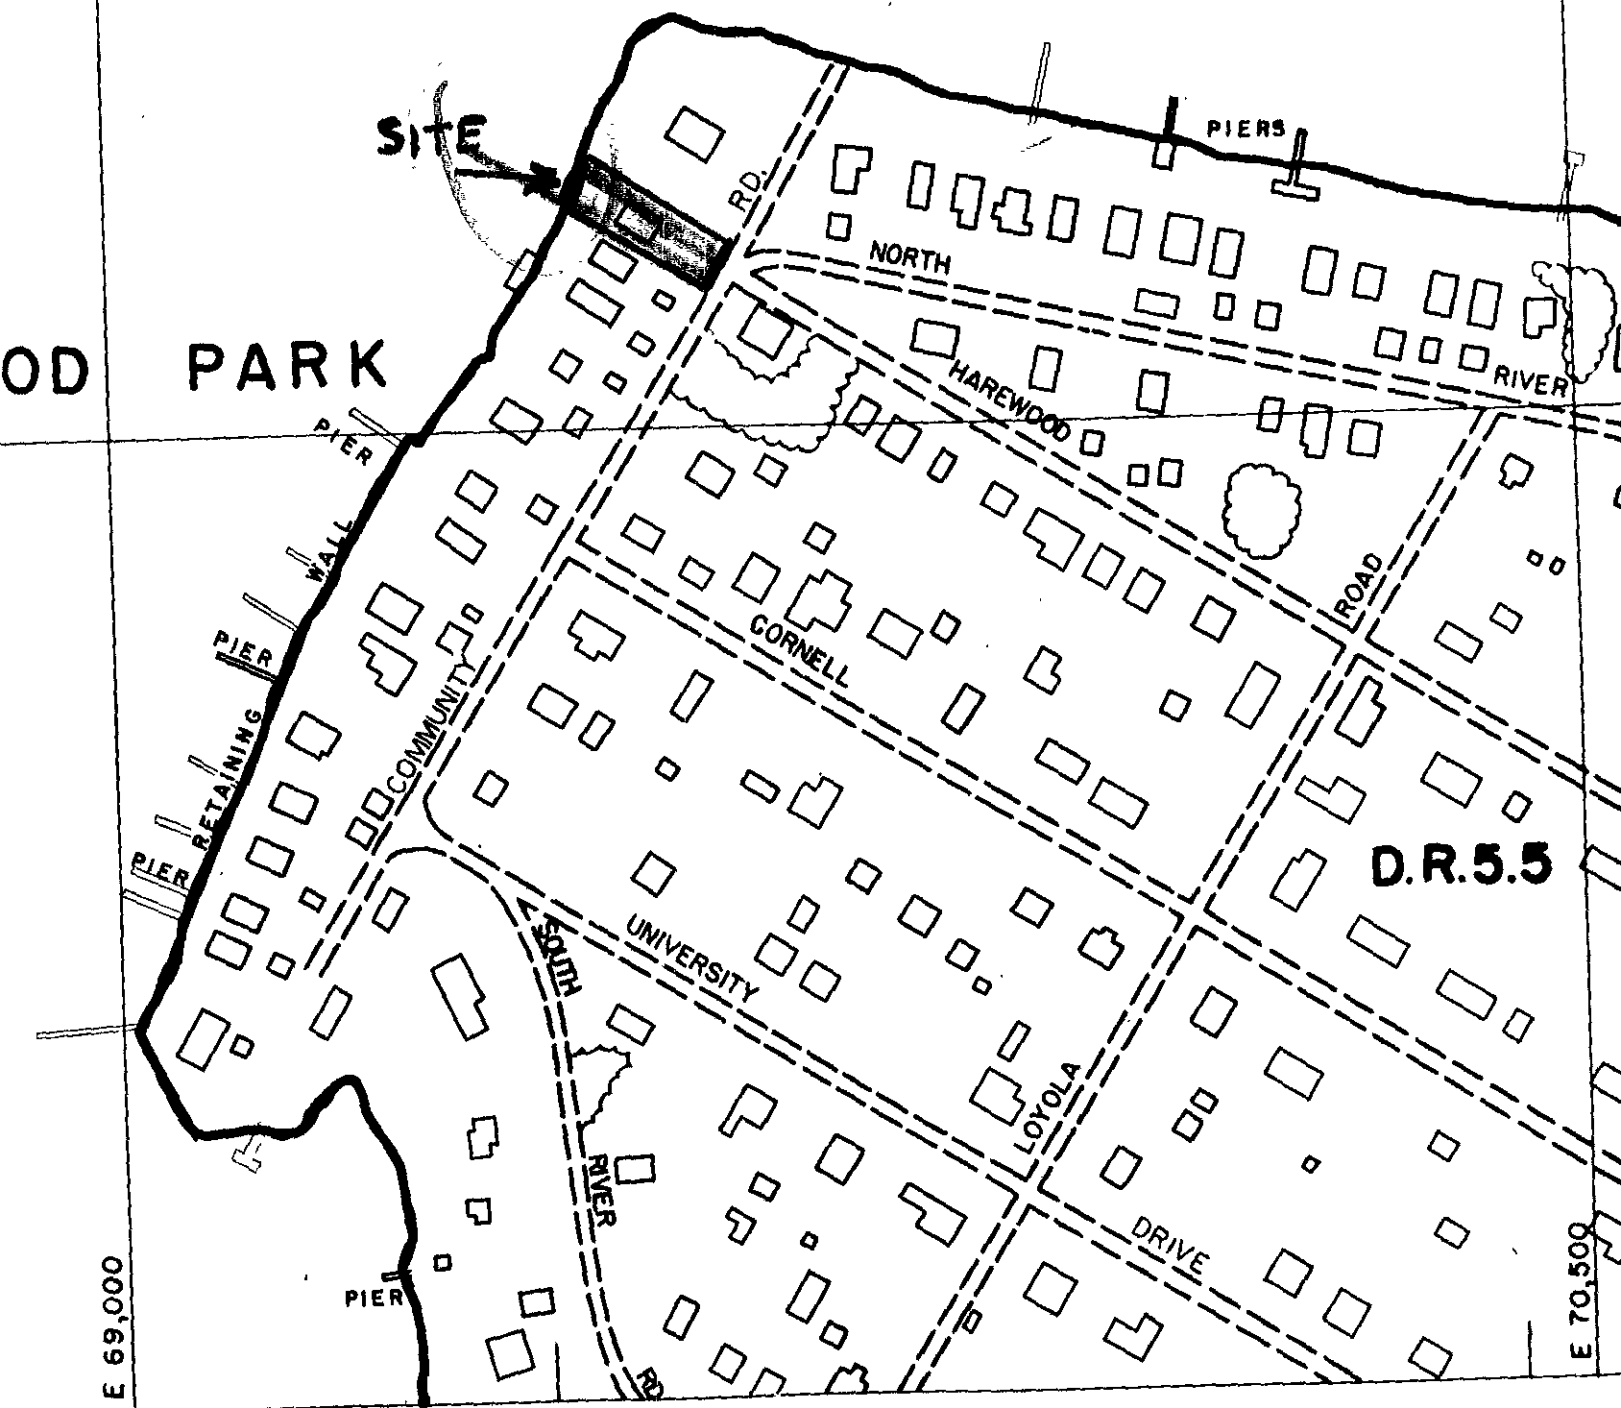 PIERS
SITE
RD.
NORTH
OD PARK
HAREWOOD
RIVER
PIER
WALL
ROAD
CORNELL
PIER
COMMUNITY
RETAINING
PIER
D.R.5.5
SOUTH
UNIVERSITY
LOYOLA
RIVER
DRIVE
PIER
E 69,000
E 70,500
RD